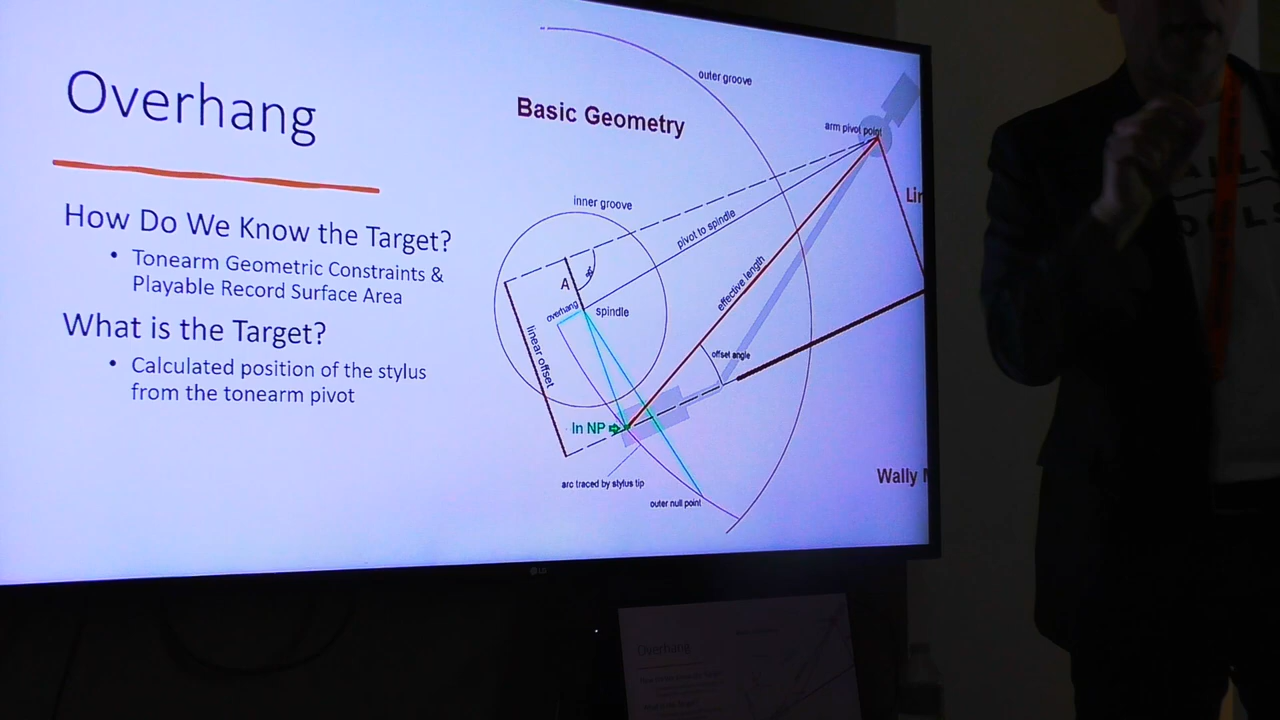 Overhang
How Do We Know the Target?
• Tonearm Geometric Constraints &
Playable Record Surface Area
What is the Target?
• Calculated position of the stylus
from the tonearm pivot
Basic Geometry
outer groove
arm pivot point
inner groove
pivot to spindle
A
overhang
spindle
effective length
linear offset
offset angle
In NP
arc traced by stylus tip
outer null point
Lin
Wally
LG
Overhang